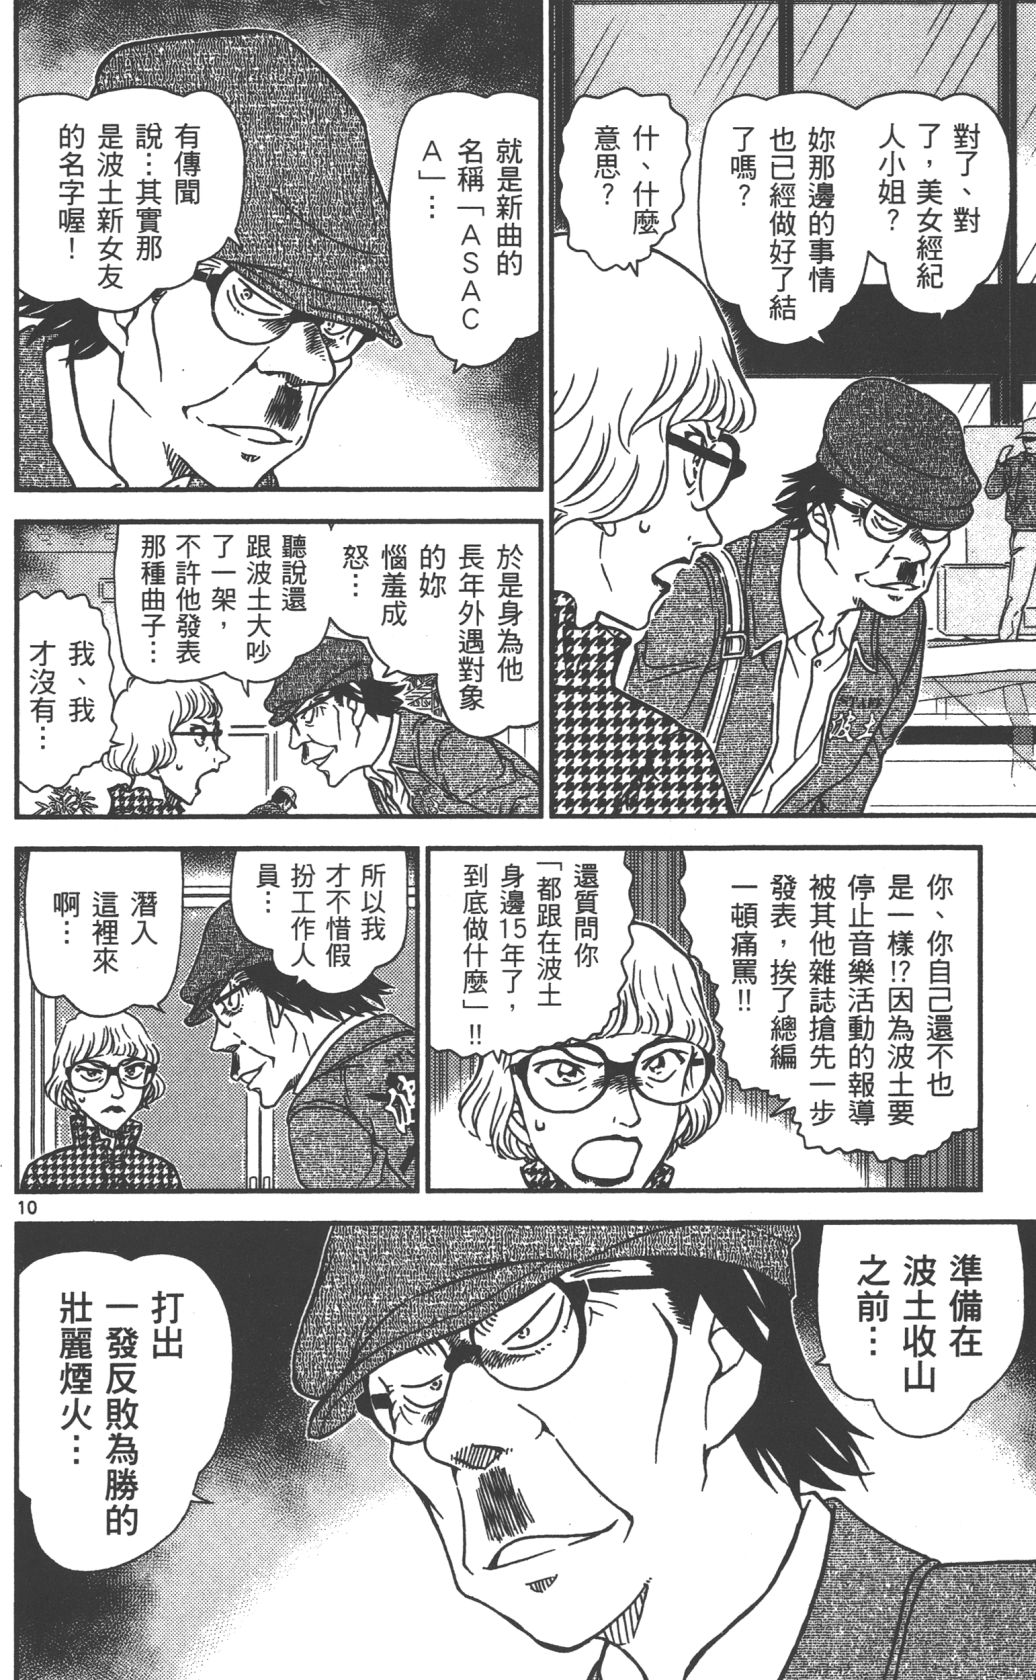 對了、對
了，美女經紀
人小姐？
妳那邊的事情
也已經做好了結
了嗎？
什、什麼
意思？
STAFF
波土
就是新曲的
名稱「ASAC
A」…
有傳聞
說…其實那
是波土新女友
的名字喔！
於是身為他
長年外遇對象
的妳
惱羞成
怒…
聽說還
跟波土大吵
了一架，
不許他發表
那種曲子…
我、我
才沒有…
你、你自己還不也
是一樣!?因為波土要
停止音樂活動的報導
被其他雜誌搶先一步
發表，挨了總編
一頓痛罵!!
還質問你
「都跟在波土
身邊15年了，
到底做什麼」!!
所以我
才不惜假
扮工作人
員…
潛入
這裡來
啊…
10
準備在
波土收山
之前…
打出
一發反敗為勝的
壯麗煙火…